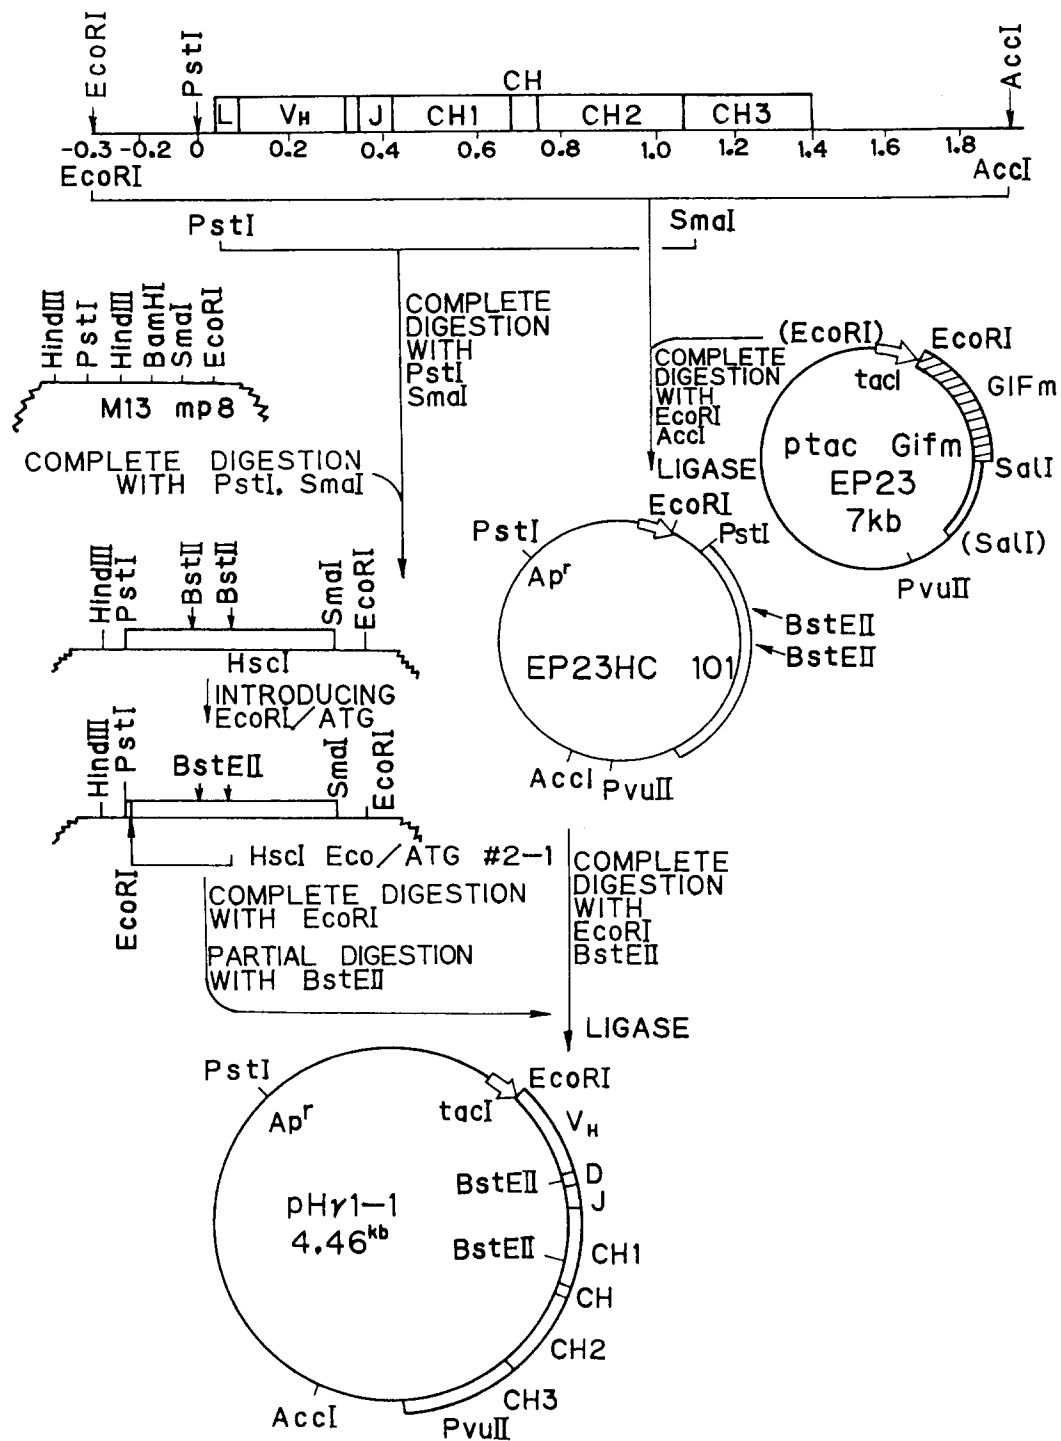 EcoRI
PstI
AccI
CH
L
VH
J
CH1
CH2
CH3
-0.3 -0.2 0 0.2 0.4 0.6 0.8 1.0 1.2 1.4 1.6 1.8
EcoRI
AccI
PstI
SmaI
HindIII
PstI
HindIII
BamHI
SmaI
EcoRI
M13 mp8
COMPLETE DIGESTION
WITH PstI. SmaI
COMPLETE
DIGESTION
WITH
PstI
SmaI
COMPLETE
DIGESTION
WITH
EcoRI
AccI
LIGASE
(EcoRI)
EcoRI
tacI
GIFm
ptac Gifm
EP23
7kb
SalI
(SalI)
PvuII
EcoRI
PstI
PstI
Apr
BstEII
BstEII
EP23HC 101
AccI
PvuII
HindIII
PstI
BstII
BstII
SmaI
EcoRI
HscI
INTRODUCING
EcoRI/ATG
HindIII
PstI
BstEII
SmaI
EcoRI
EcoRI
HscI Eco/ATG #2-1
COMPLETE DIGESTION
WITH EcoRI
PARTIAL DIGESTION
WITH BstEII
COMPLETE
DIGESTION
WITH
EcoRI
BstEII
LIGASE
PstI
Apr
tacI
EcoRI
VH
D
J
BstEII
BstEII
CH1
CH
CH2
CH3
pHγ1-1
4.46kb
AccI
PvuII